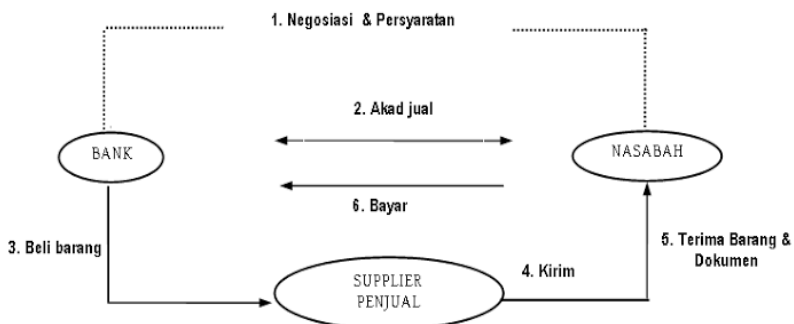 1. Negosiasi & Persyaratan
2. Akad jual
BANK
NASABAH
6. Bayar
3. Beli barang
5. Terima Barang &
Dokumen
4. Kirim
SUPPLIER
PENJUAL